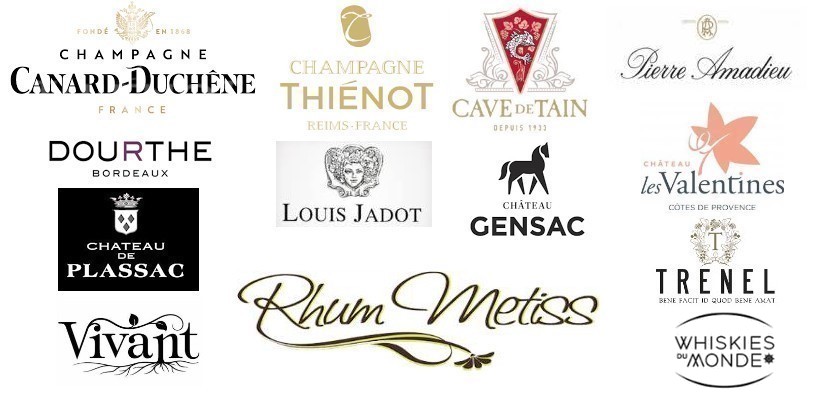 FONDÉ EN 1868
CHAMPAGNE
CANARD-DUCHÊNE
FRANCE
CHAMPAGNE
THIÉNOT
REIMS-FRANCE
CAVE DE TAIN
DEPUIS 1933
Pierre Amadieu
DOURTHE
BORDEAUX
LOUIS JADOT
CHÂTEAU
GENSAC
CHÂTEAU
les Valentines
CÔTES DE PROVENCE
CHATEAU
DE
PLASSAC
T
TRENEL
BENE FACIT ID QUOD BENE AMAT
Vivant
Rhum Metiss
WHISKIES
DU MONDE